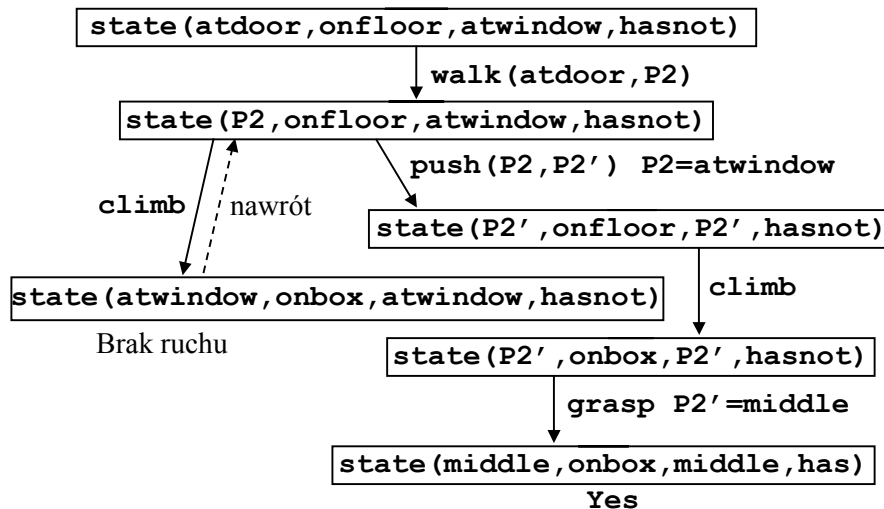 state(atdoor,onfloor,atwindow,hasnot)
walk(atdoor,P2)
state(P2,onfloor,atwindow,hasnot)
push(P2,P2’) P2=atwindow
climb
nawrót
state(P2’,onfloor,P2’,hasnot)
state(atwindow,onbox,atwindow,hasnot)
climb
Brak ruchu
state(P2’,onbox,P2’,hasnot)
grasp P2’=middle
state(middle,onbox,middle,has)
Yes